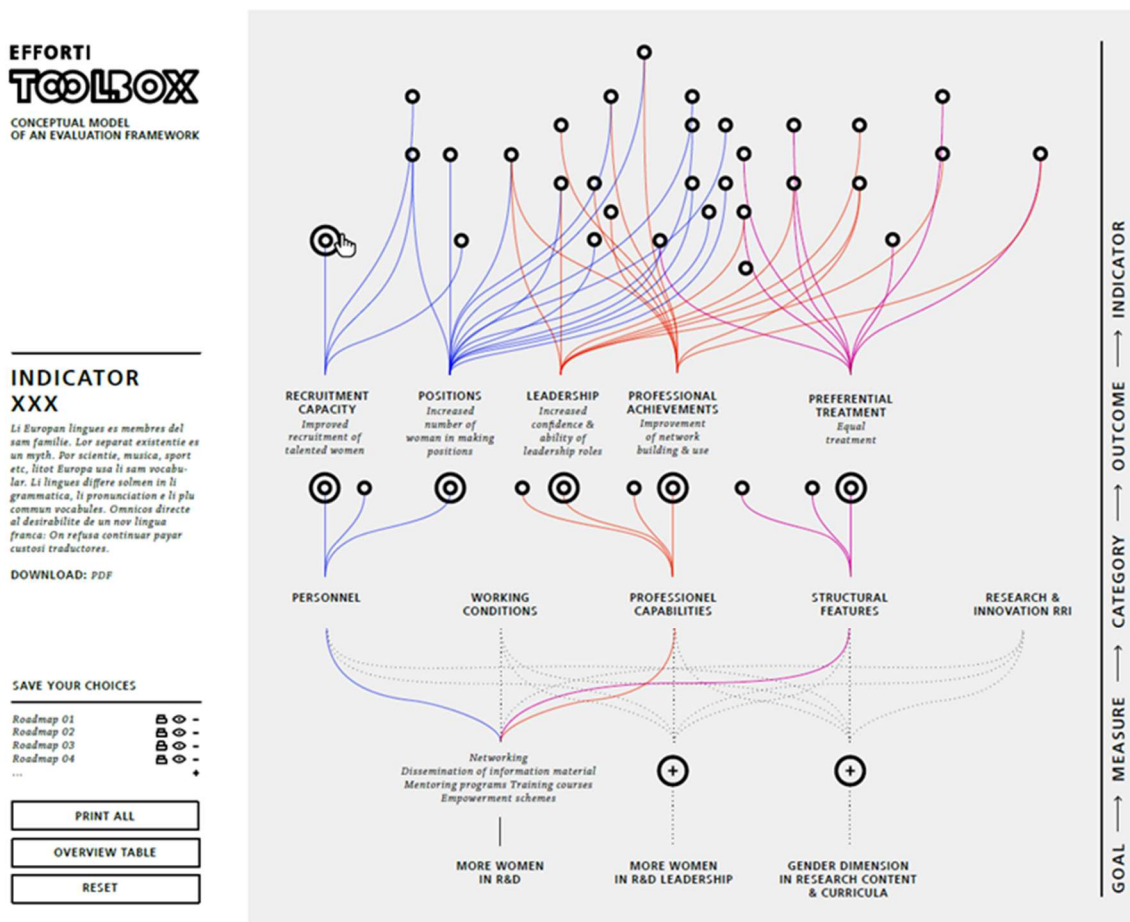 EFFORTI
TOOLBOX
CONCEPTUAL MODEL
OF AN EVALUATION FRAMEWORK
INDICATOR
XXX
Li Europan lingues es membres del
sam familie. Lor separat existentie es
un myth. Por scientie, musica, sport
etc, litot Europa usa li sam vocabu-
lar. Li lingues differe solmen in li
grammatica, li pronunciation e li plu
commun vocabules. Omnicos directe
al desirabilite de un nov lingua
franca: On refusa continuar payar
custosi traductores.
DOWNLOAD: PDF
SAVE YOUR CHOICES
Roadmap 01
Roadmap 02
Roadmap 03
Roadmap 04
...
PRINT ALL
OVERVIEW TABLE
RESET
RECRUITMENT
CAPACITY
Improved
recruitment of
talented women
POSITIONS
Increased
number of
woman in making
positions
LEADERSHIP
Increased
confidence &
ability of
leadership roles
PROFESSIONAL
ACHIEVEMENTS
Improvement
of network
building & use
PREFERENTIAL
TREATMENT
Equal
treatment
PERSONNEL
WORKING
CONDITIONS
PROFESSIONEL
CAPABILITIES
STRUCTURAL
FEATURES
RESEARCH &
INNOVATION RRI
Networking
Dissemination of information material
Mentoring programs Training courses
Empowerment schemes
MORE WOMEN
IN R&D
MORE WOMEN
IN R&D LEADERSHIP
GENDER DIMENSION
IN RESEARCH CONTENT
& CURRICULA
GOAL → MEASURE → CATEGORY → OUTCOME → INDICATOR